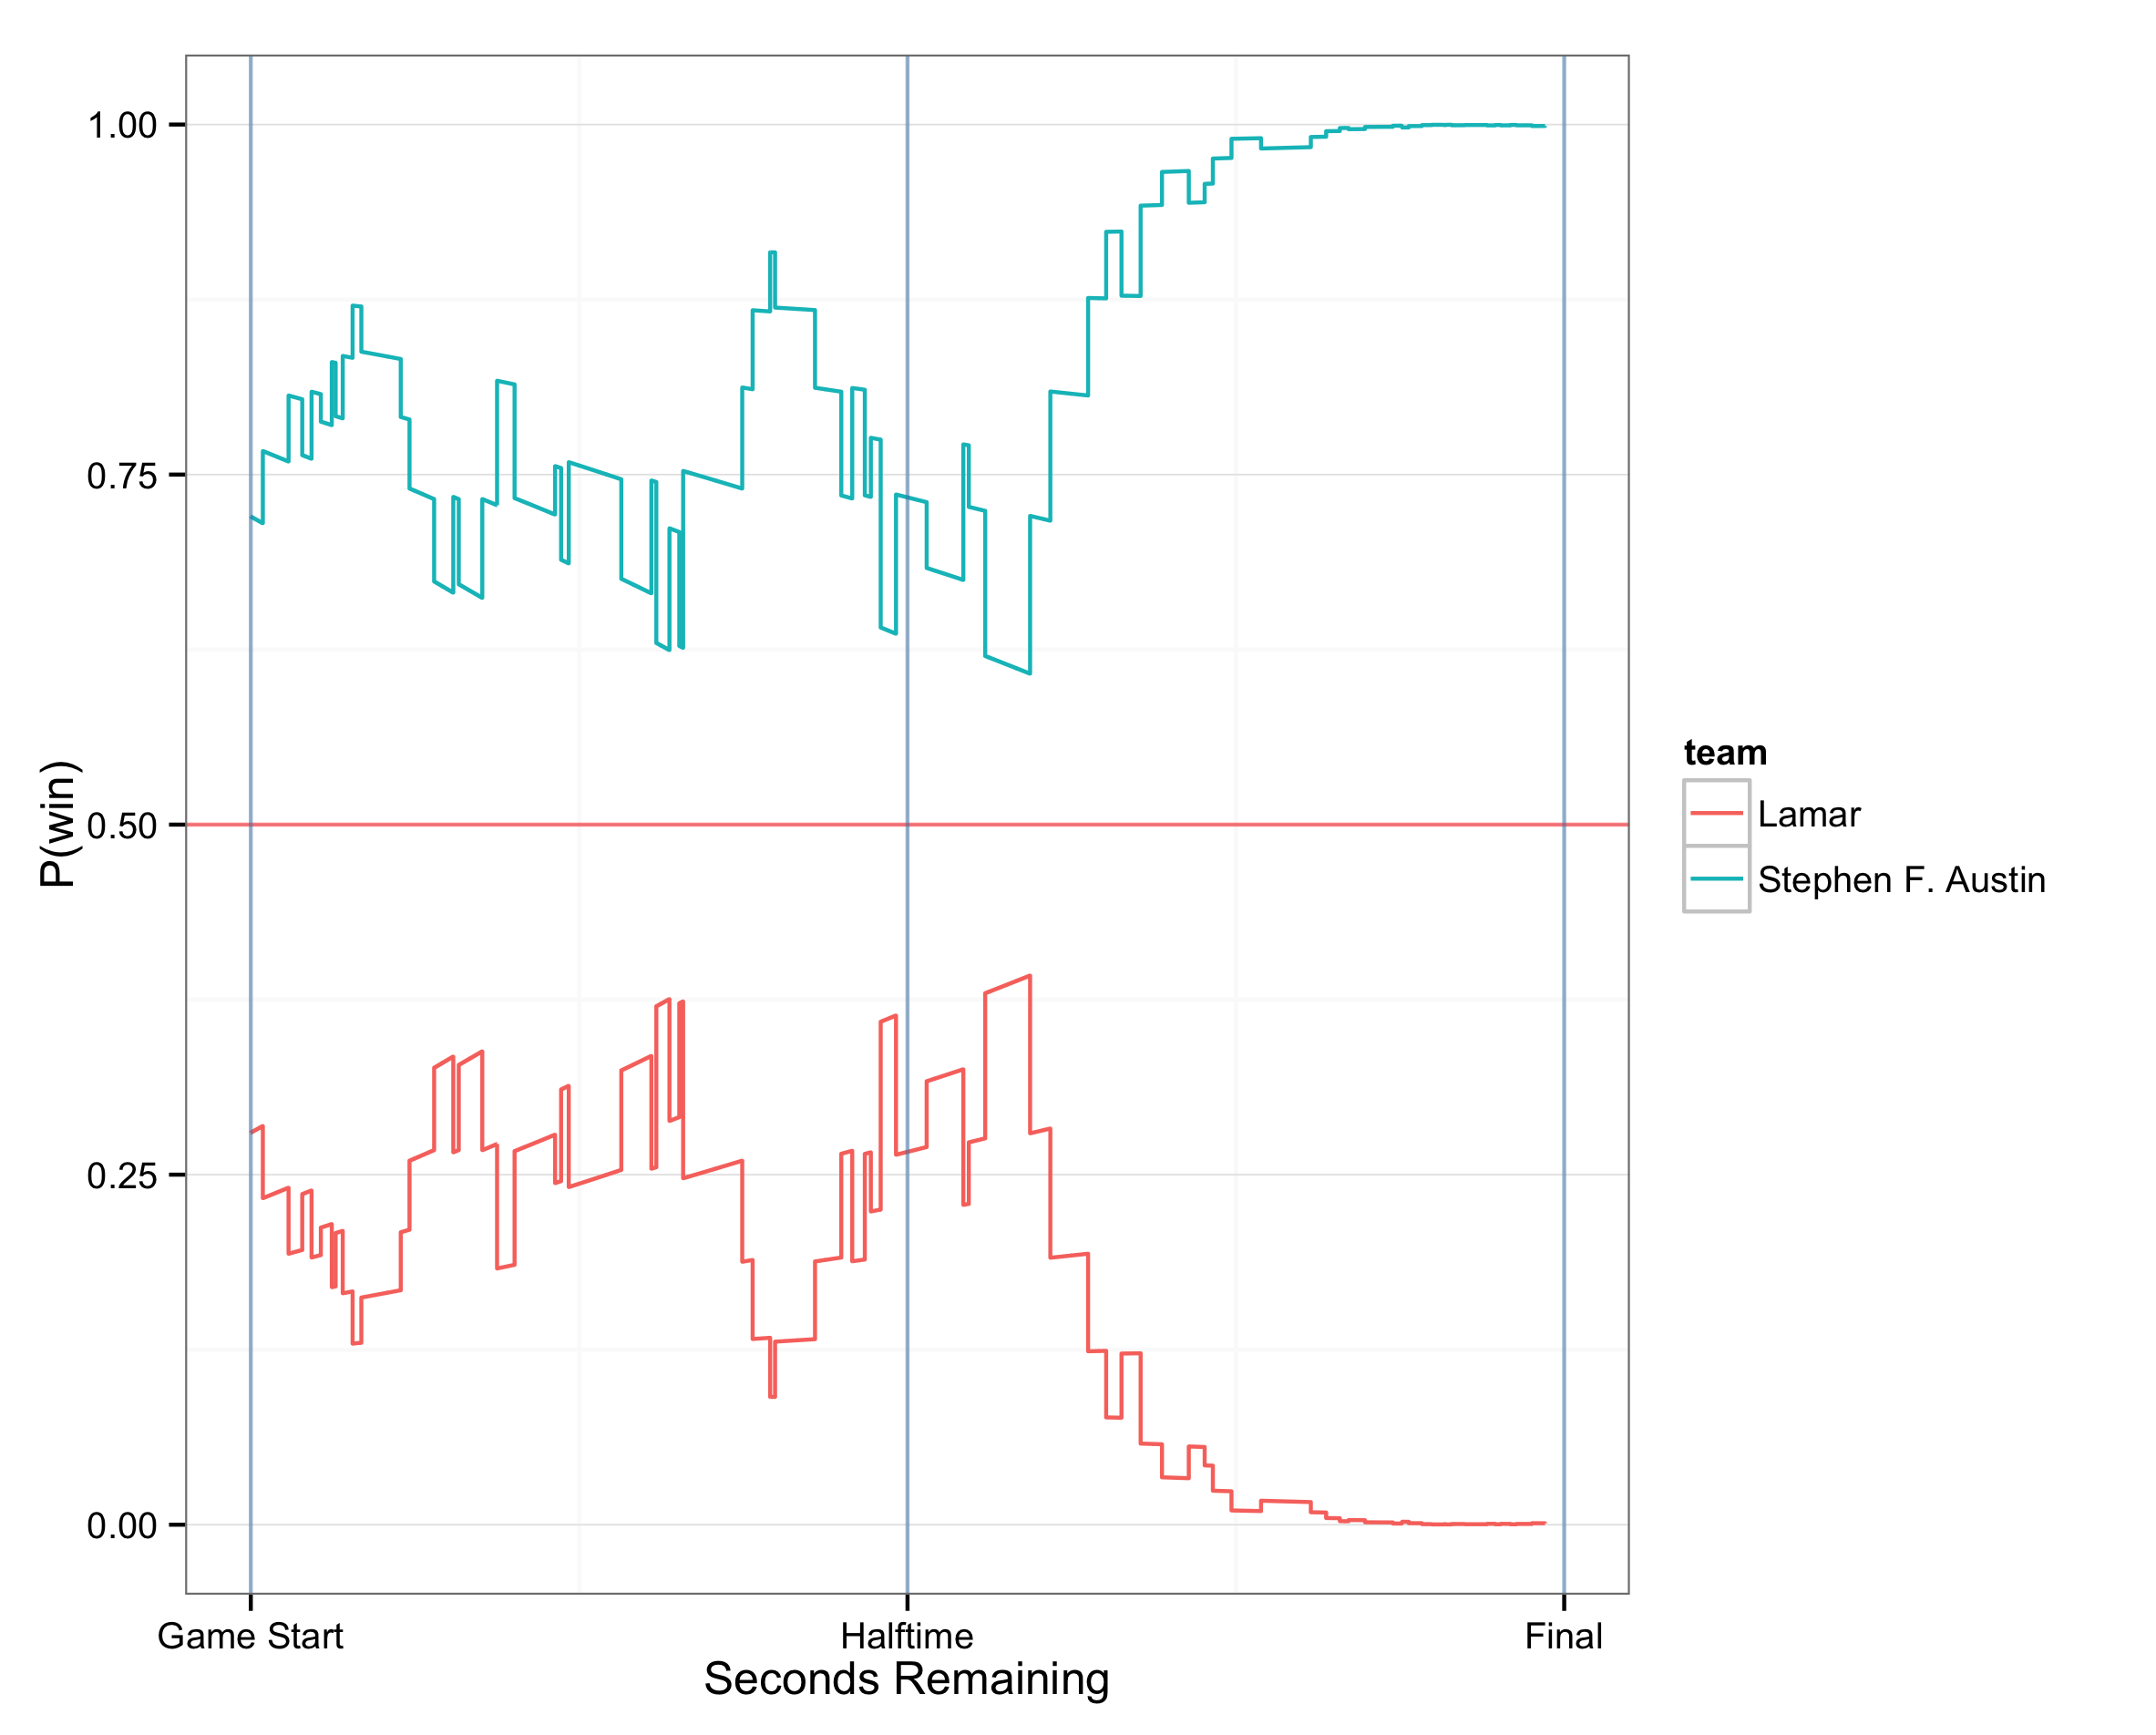 1.00
0.75
0.50
0.25
0.00
P(win)
Game Start
Halftime
Final
Seconds Remaining
team
Lamar
Stephen F. Austin